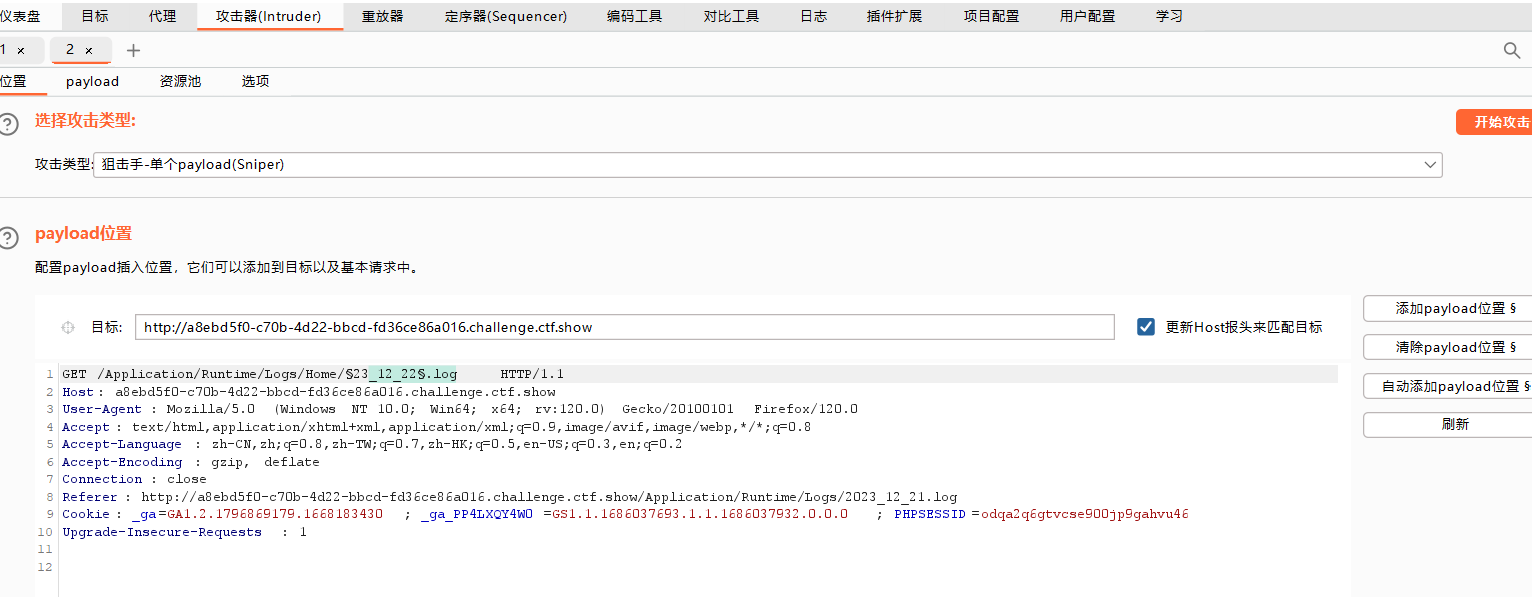 仪表盘 目标 代理 攻击器(Intruder) 重放器 定序器(Sequencer) 编码工具 对比工具 日志 插件扩展 项目配置 用户配置 学习
1 × 2 × +
位置 payload 资源池 选项
? 选择攻击类型: 开始攻击
攻击类型: 狙击手-单个payload(Sniper)
? payload位置
配置payload插入位置，它们可以添加到目标以及基本请求中。
添加payload位置 §
目标: http://a8ebd5f0-c70b-4d22-bbcd-fd36ce86a016.challenge.ctf.show 更新Host报头来匹配目标
清除payload位置 §
自动添加payload位置 §
刷新
1 GET /Application/Runtime/Logs/Home/§23_12_22§.log HTTP/1.1
2 Host: a8ebd5f0-c70b-4d22-bbcd-fd36ce86a016.challenge.ctf.show
3 User-Agent : Mozilla/5.0 (Windows NT 10.0; Win64; x64; rv:120.0) Gecko/20100101 Firefox/120.0
4 Accept : text/html,application/xhtml+xml,application/xml;q=0.9,image/avif,image/webp,*/*;q=0.8
5 Accept-Language : zh-CN,zh;q=0.8,zh-TW;q=0.7,zh-HK;q=0.5,en-US;q=0.3,en;q=0.2
6 Accept-Encoding : gzip, deflate
7 Connection : close
8 Referer : http://a8ebd5f0-c70b-4d22-bbcd-fd36ce86a016.challenge.ctf.show/Application/Runtime/Logs/2023_12_21.log
9 Cookie : _ga=GA1.2.1796869179.1668183430 ; _ga_PP4LXQY4W0 =GS1.1.1686037693.1.1.1686037932.0.0.0 ; PHPSESSID =odqa2q6gtvcse900jp9gahvu46
10 Upgrade-Insecure-Requests : 1
11
12